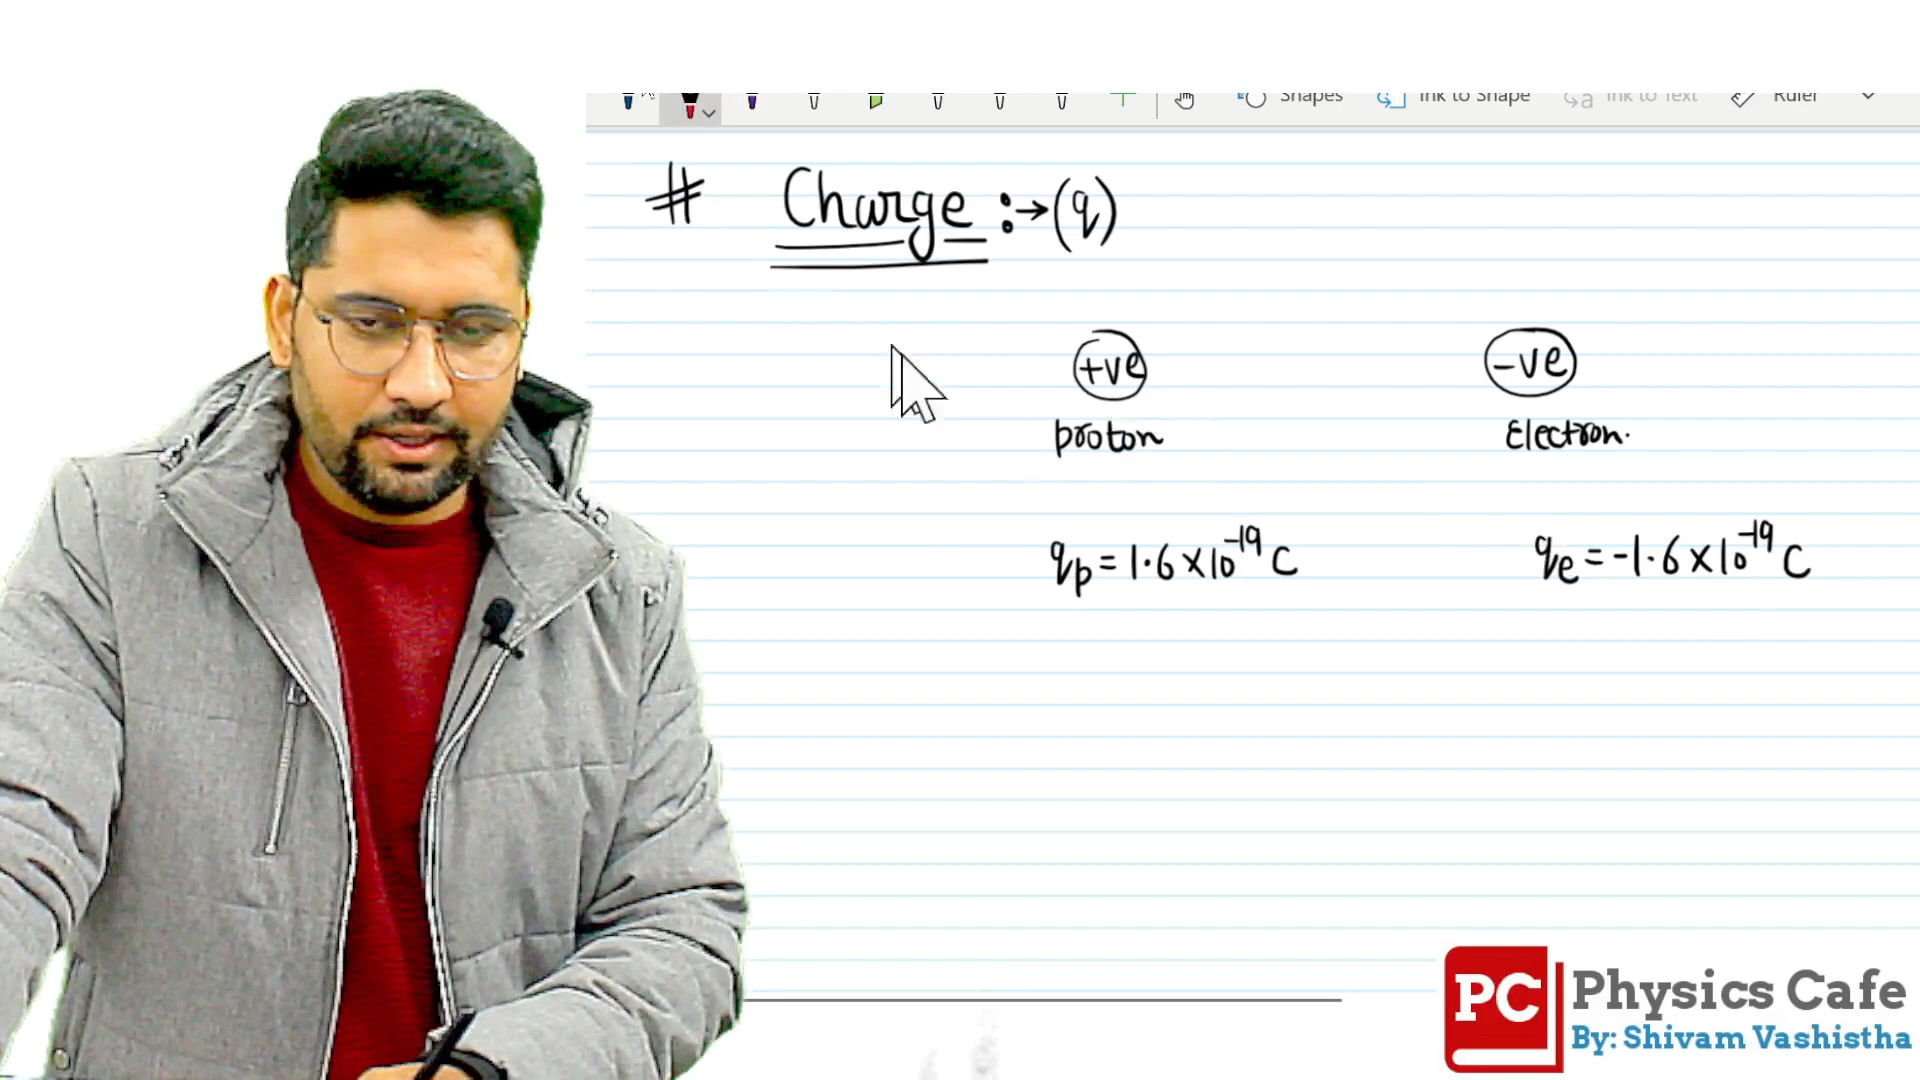 Shapes Ink to Shape Ink to Text Ruler
# Charge :→ (q)
+ve -ve
proton Electron.
qp = 1.6 × 10⁻¹⁹ C qe = -1.6 × 10⁻¹⁹ C
PC Physics Cafe
By: Shivam Vashistha